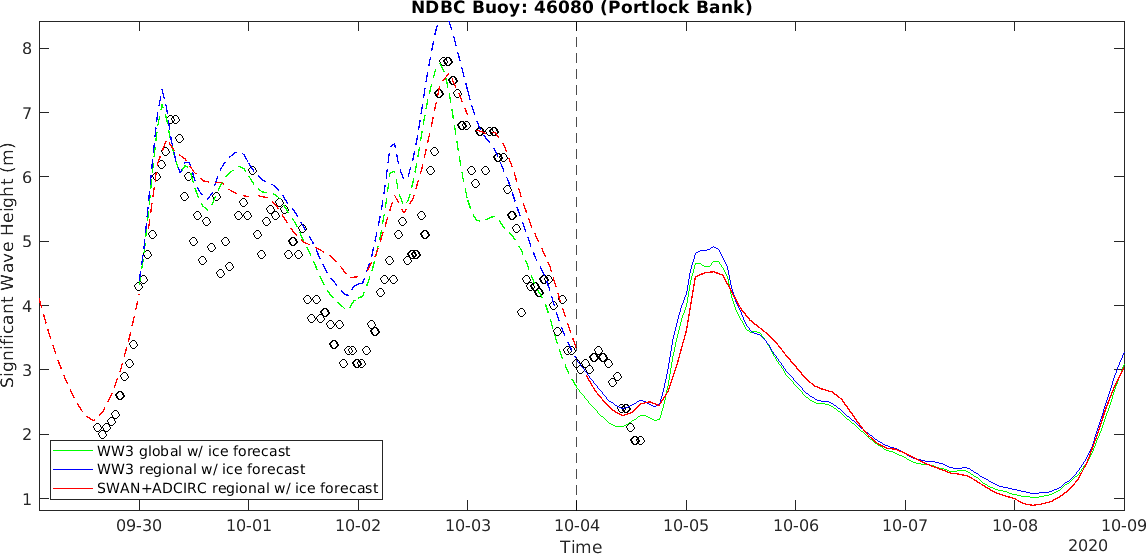 NDBC Buoy: 46080 (Portlock Bank)
Significant Wave Height (m)
8
7
6
5
4
3
2
1
WW3 global w/ ice forecast
WW3 regional w/ ice forecast
SWAN+ADCIRC regional w/ ice forecast
09-30 10-01 10-02 10-03 10-04 10-05 10-06 10-07 10-08 10-09
Time
2020